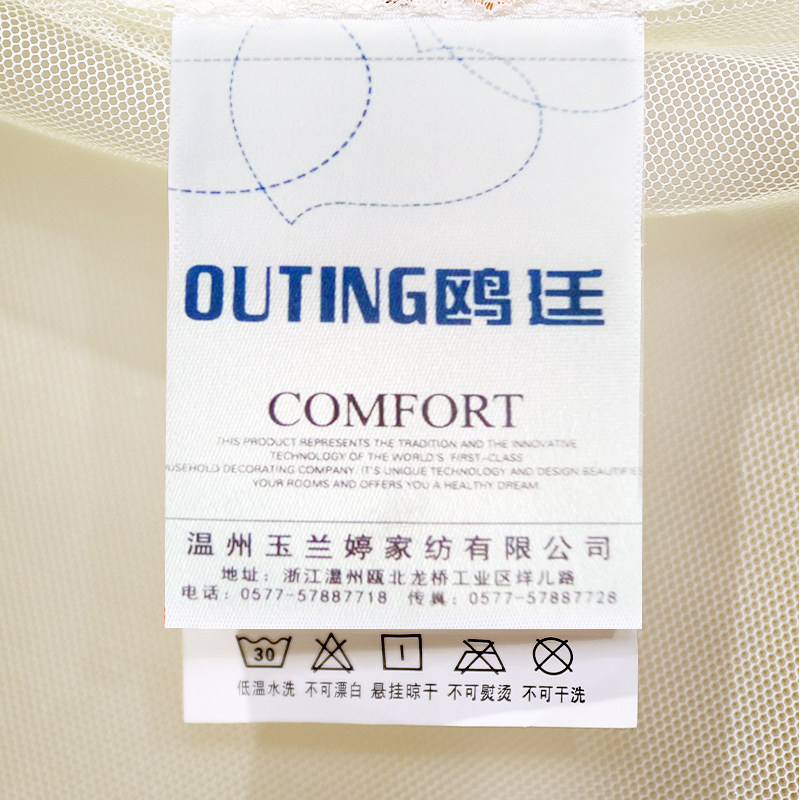 OUTING鸥廷
COMFORT
THIS PRODUCT REPRESENTS THE TRADITION AND THE INNOVATIVE
TECHNOLOGY OF THE WORLD'S FIRST-CLASS
USEHOLD DECORATING COMPANY. IT'S UNIQUE TECHNOLOGY AND DESIGN BEAUTIFIES
YOUR ROOMS AND OFFERS YOU A HEALTHY DREAM.
温州玉兰婷家纺有限公司
地址：浙江温州瓯北龙桥工业区垟儿路
电话：0577-57887718 传真：0577-57887728
30
低温水洗 不可漂白 悬挂晾干 不可熨烫 不可干洗